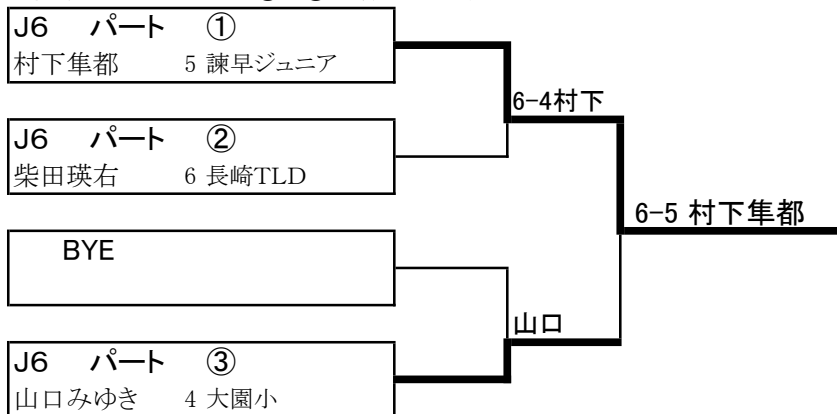 J6 パート ①
村下隼都 5 諫早ジュニア
6-4村下
J6 パート ②
柴田瑛右 6 長崎TLD
6-5 村下隼都
BYE
山口
J6 パート ③
山口みゆき 4 大園小